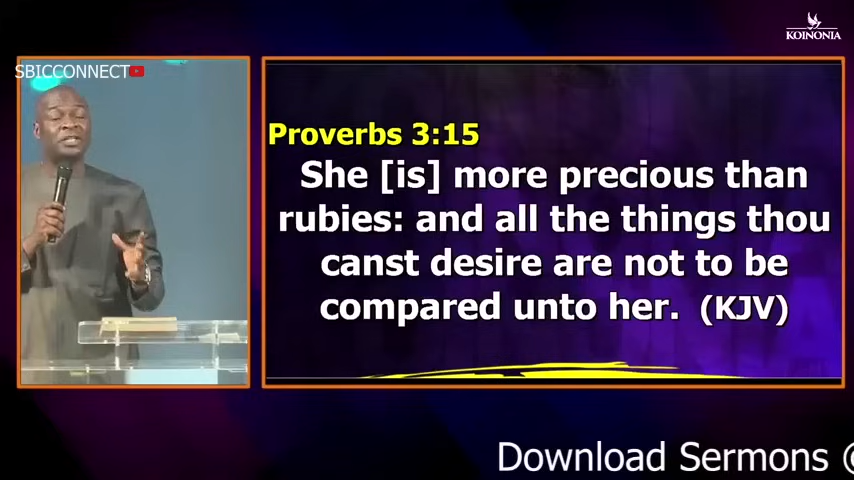 KOINONIA
SBICCONNECT
Proverbs 3:15
She [is] more precious than
rubies: and all the things thou
canst desire are not to be
compared unto her. (KJV)
Download Sermons @